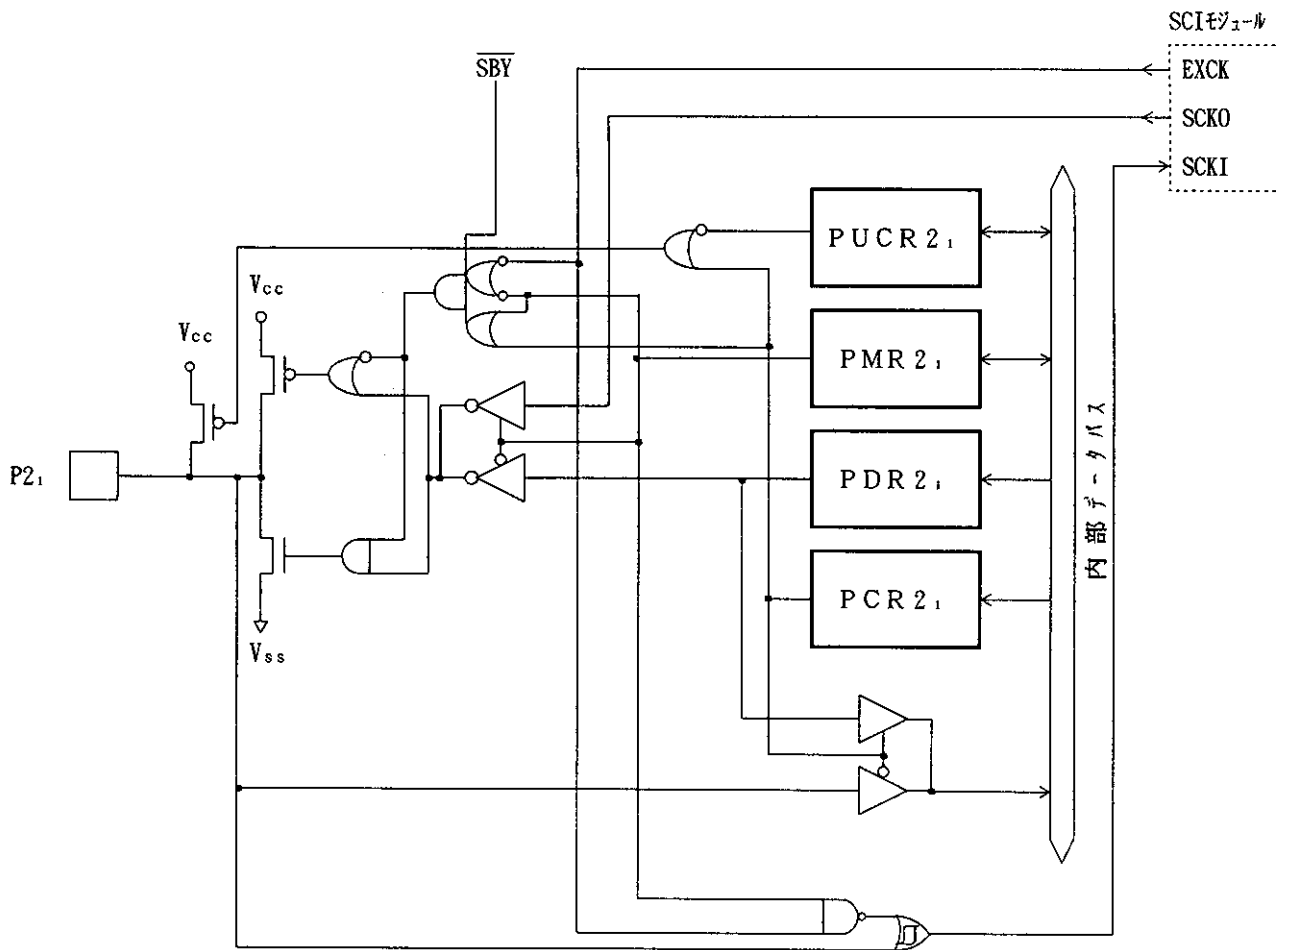 SCIモジュール
SBY
EXCK
SCKO
SCKI
PUCR2₁
Vcc
Vcc
PMR2₁
P2₁
PDR2₁
内部データバス
PCR2₁
Vss